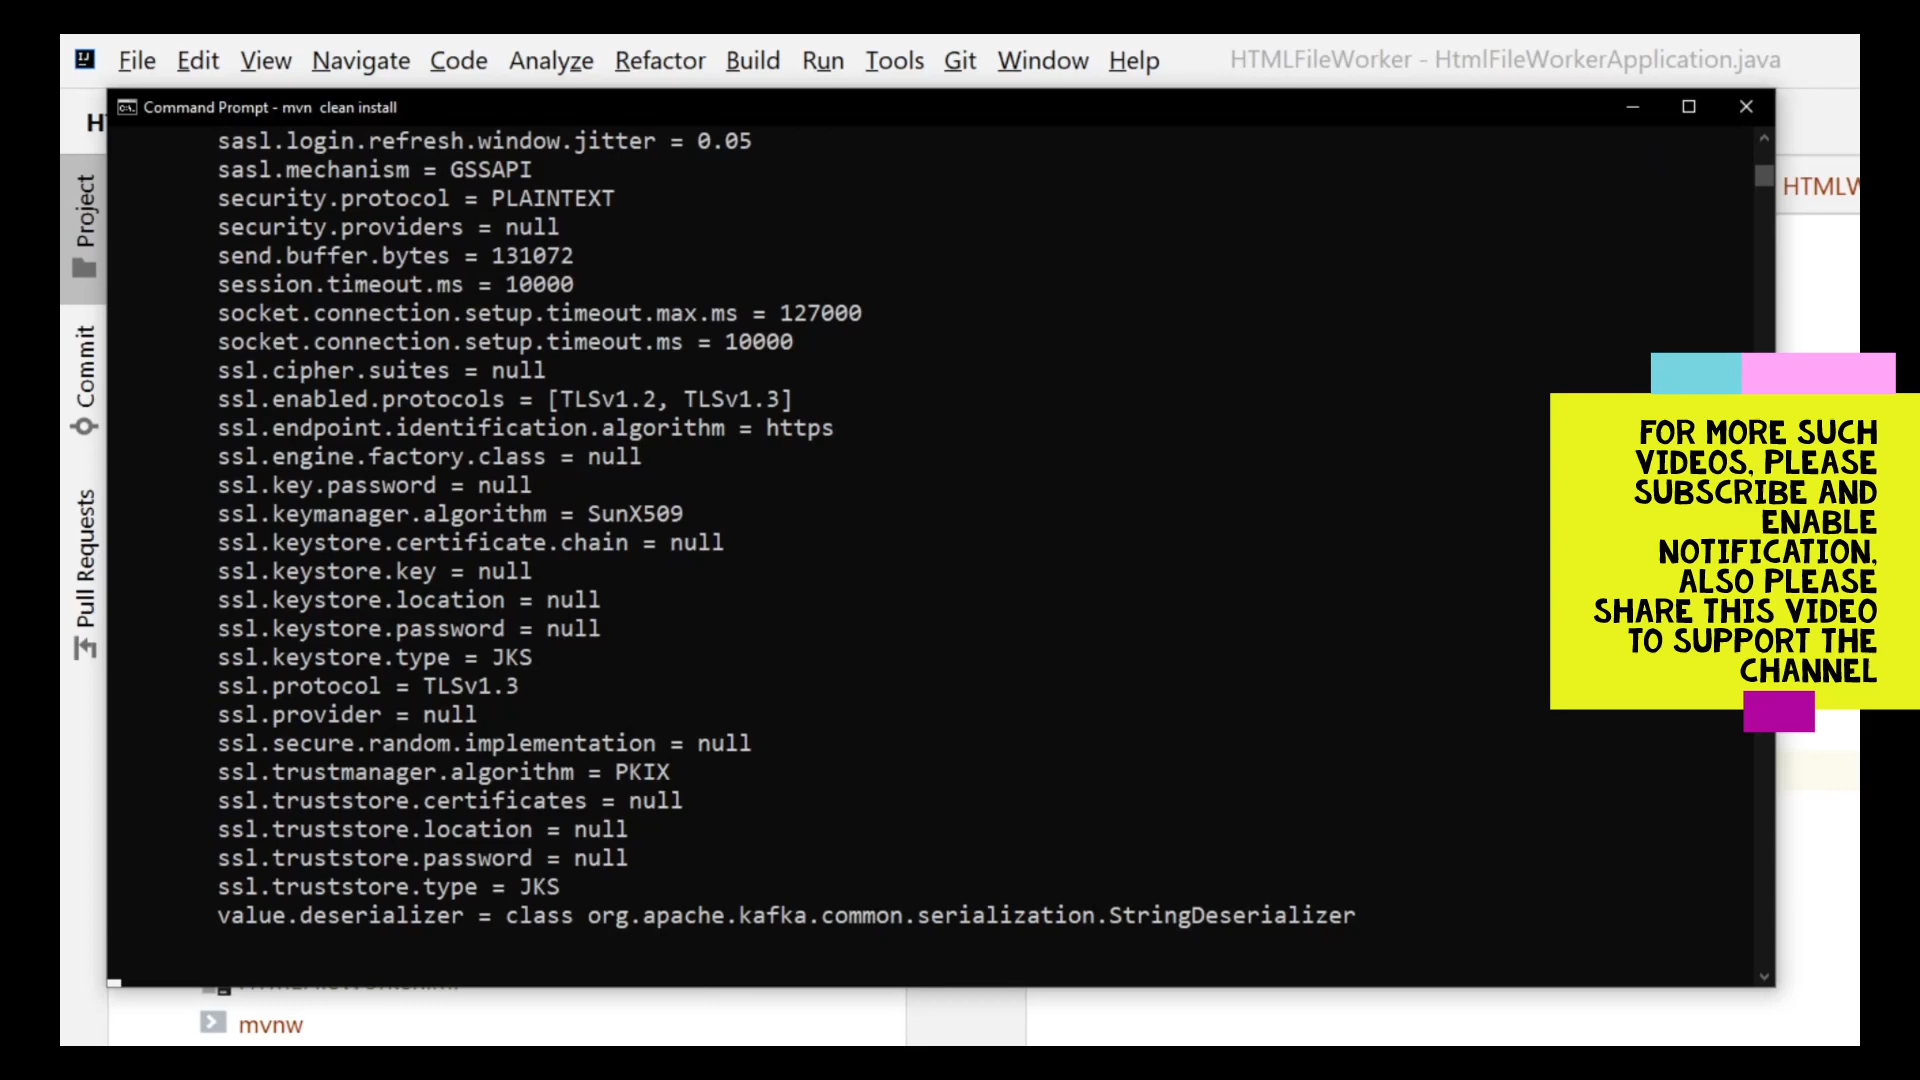 File Edit View Navigate Code Analyze Refactor Build Run Tools Git Window Help HTMLFileWorker - HtmlFileWorkerApplication.java
Command Prompt - mvn clean install
sasl.login.refresh.window.jitter = 0.05
sasl.mechanism = GSSAPI
security.protocol = PLAINTEXT
security.providers = null
send.buffer.bytes = 131072
session.timeout.ms = 10000
socket.connection.setup.timeout.max.ms = 127000
socket.connection.setup.timeout.ms = 10000
ssl.cipher.suites = null
ssl.enabled.protocols = [TLSv1.2, TLSv1.3]
ssl.endpoint.identification.algorithm = https
ssl.engine.factory.class = null
ssl.key.password = null
ssl.keymanager.algorithm = SunX509
ssl.keystore.certificate.chain = null
ssl.keystore.key = null
ssl.keystore.location = null
ssl.keystore.password = null
ssl.keystore.type = JKS
ssl.protocol = TLSv1.3
ssl.provider = null
ssl.secure.random.implementation = null
ssl.trustmanager.algorithm = PKIX
ssl.truststore.certificates = null
ssl.truststore.location = null
ssl.truststore.password = null
ssl.truststore.type = JKS
value.deserializer = class org.apache.kafka.common.serialization.StringDeserializer
Project
Commit
Pull Requests
mvnw
FOR MORE SUCH
VIDEOS, PLEASE
SUBSCRIBE AND
ENABLE
NOTIFICATION,
ALSO PLEASE
SHARE THIS VIDEO
TO SUPPORT THE
CHANNEL